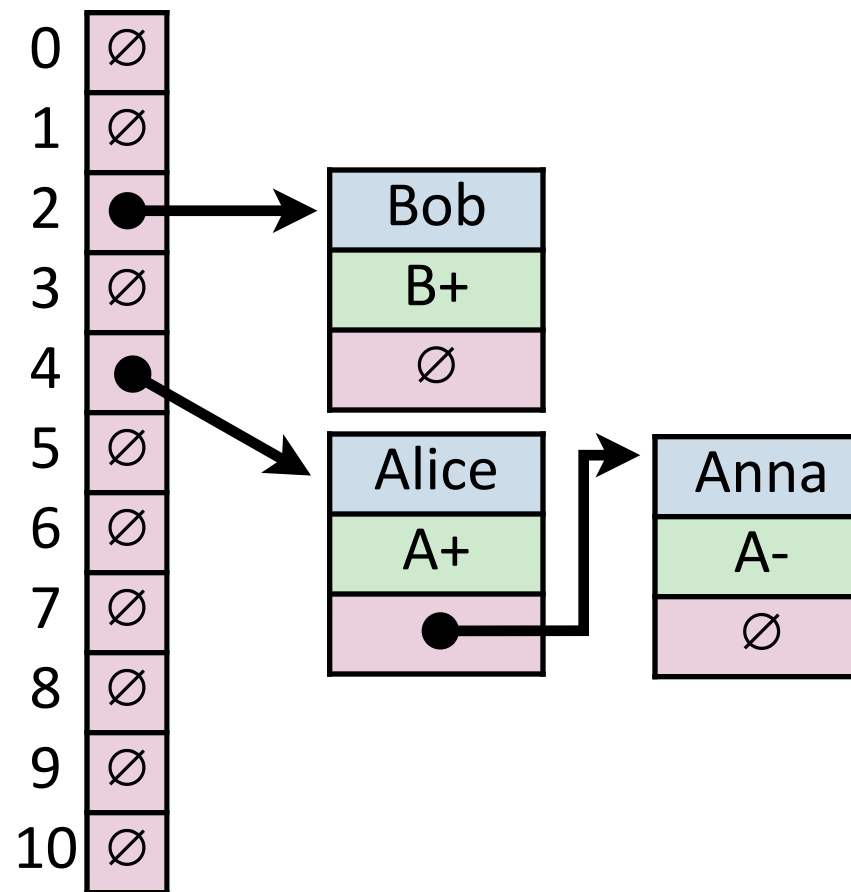 0 ∅
1 ∅
2
3 ∅
4
5 ∅
6 ∅
7 ∅
8 ∅
9 ∅
10 ∅
Bob
B+
∅
Alice
A+
Anna
A-
∅